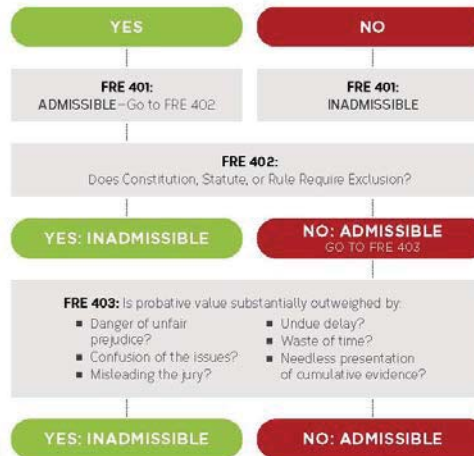 YES
NO
FRE 401:
ADMISSIBLE—Go to FRE 402
FRE 401:
INADMISSIBLE
FRE 402:
Does Constitution, Statute, or Rule Require Exclusion?
YES: INADMISSIBLE
NO: ADMISSIBLE
GO TO FRE 403
FRE 403: Is probative value substantially outweighed by:
■ Danger of unfair
prejudice?
■ Confusion of the issues?
■ Misleading the jury?
■ Undue delay?
■ Waste of time?
■ Needless presentation
of cumulative evidence?
YES: INADMISSIBLE
NO: ADMISSIBLE